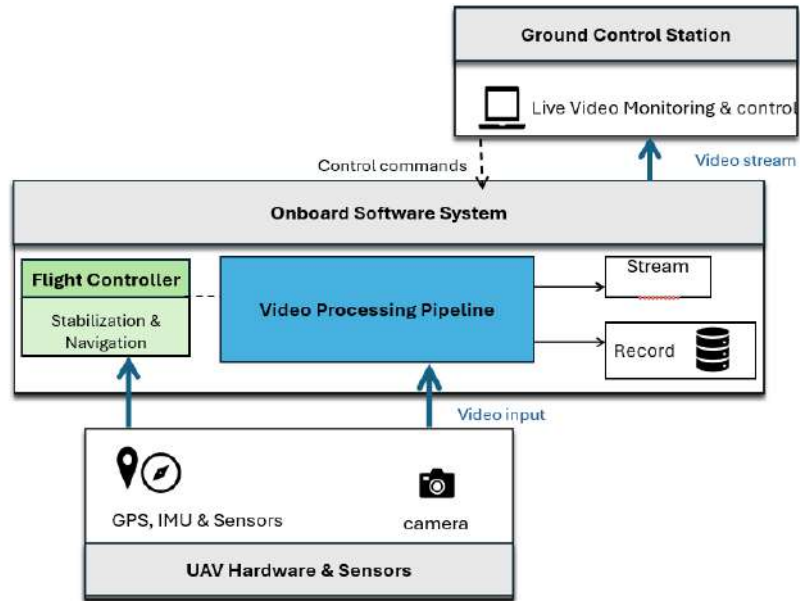 Ground Control Station
Live Video Monitoring & control
Control commands
Video stream
Onboard Software System
Flight Controller
Stabilization &
Navigation
Video Processing Pipeline
Stream
Record
Video input
GPS, IMU & Sensors
camera
UAV Hardware & Sensors